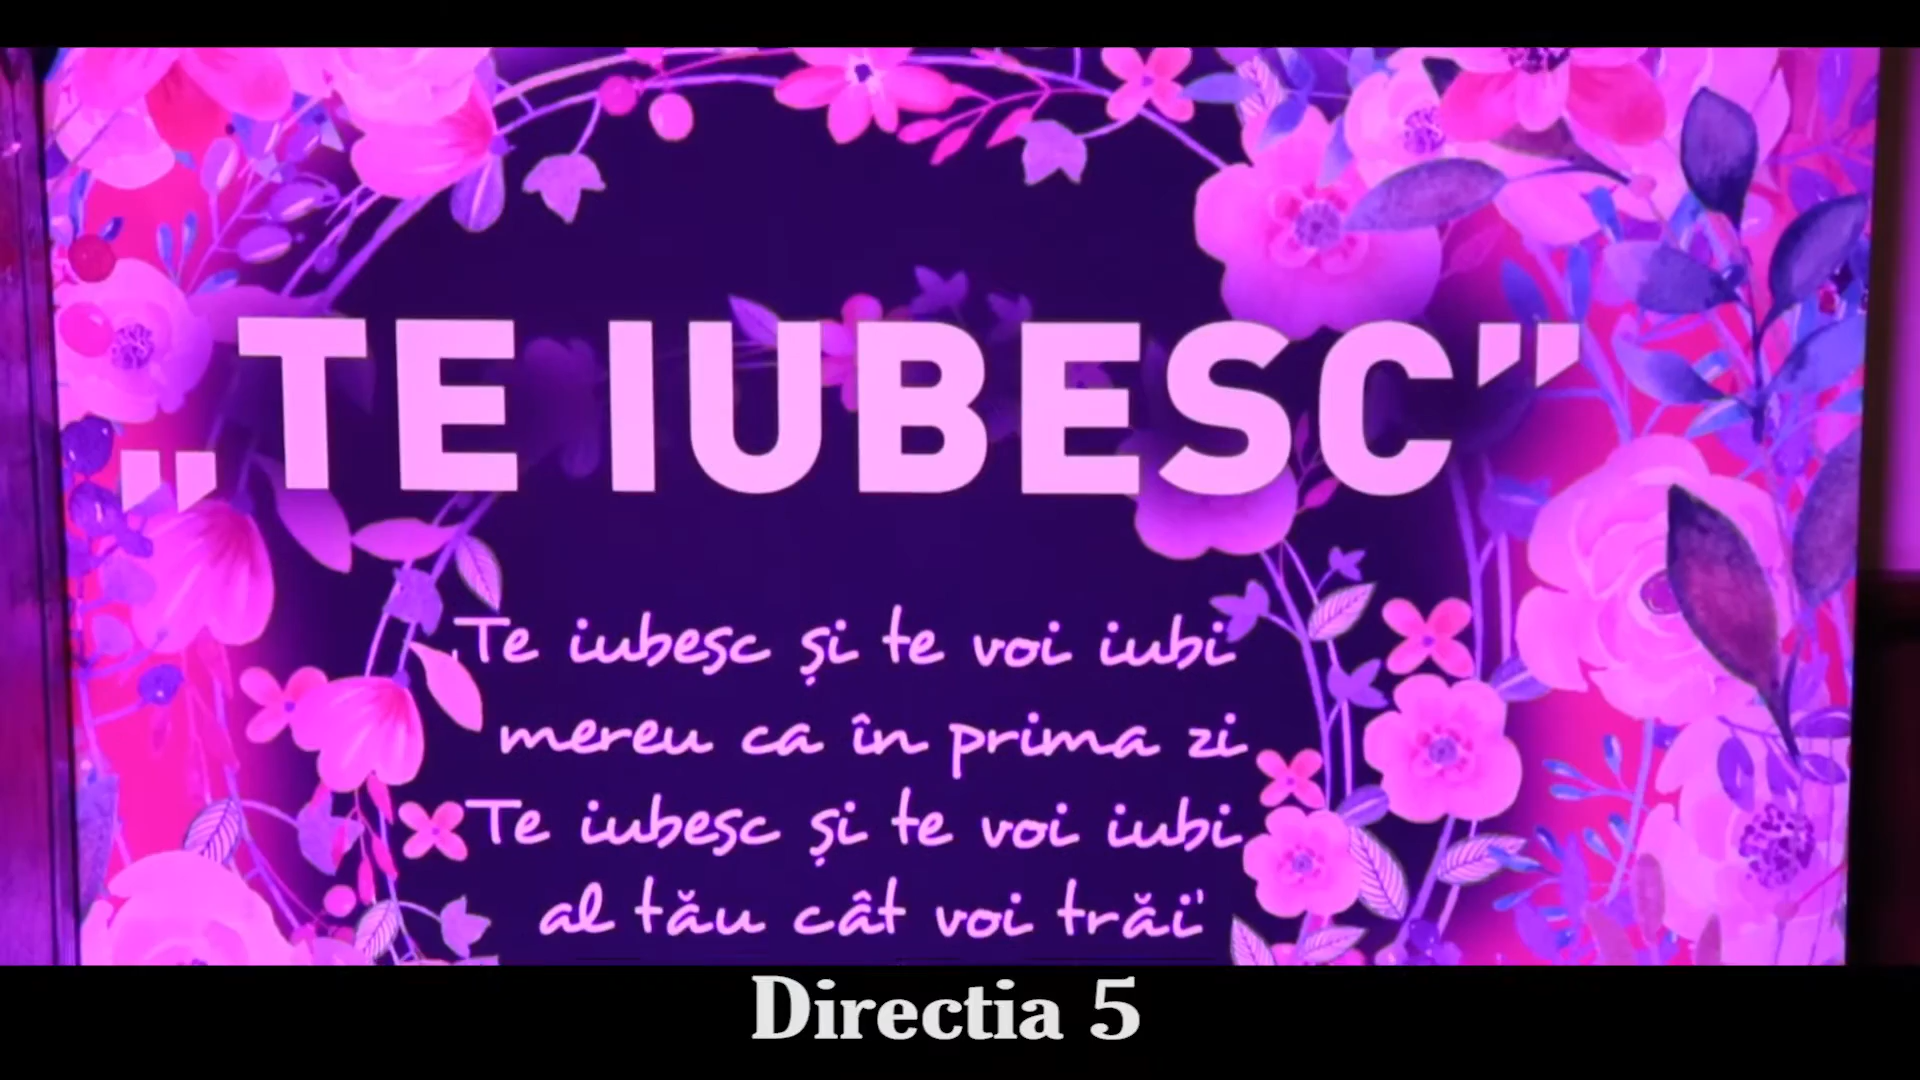 „TE IUBESC”
'Te iubesc și te voi iubi
mereu ca în prima zi
Te iubesc și te voi iubi
al tău cât voi trăi'
Directia 5